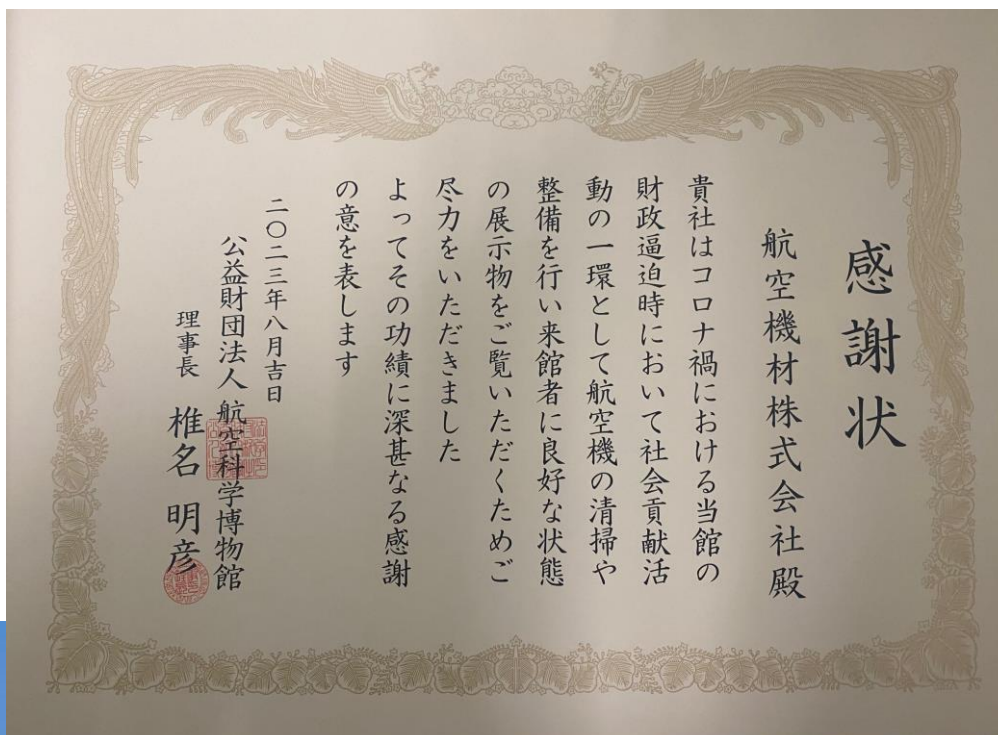 感謝状
航空機材株式会社殿
貴社はコロナ禍における当館の
財政逼迫時において社会貢献活
動の一環として航空機の清掃や
整備を行い来館者に良好な状態
の展示物をご覧いただくためご
尽力をいただきました
よってその功績に深甚なる感謝
の意を表します
二〇二三年八月吉日
公益財団法人 航空科学博物館
理事長 椎名 明彦